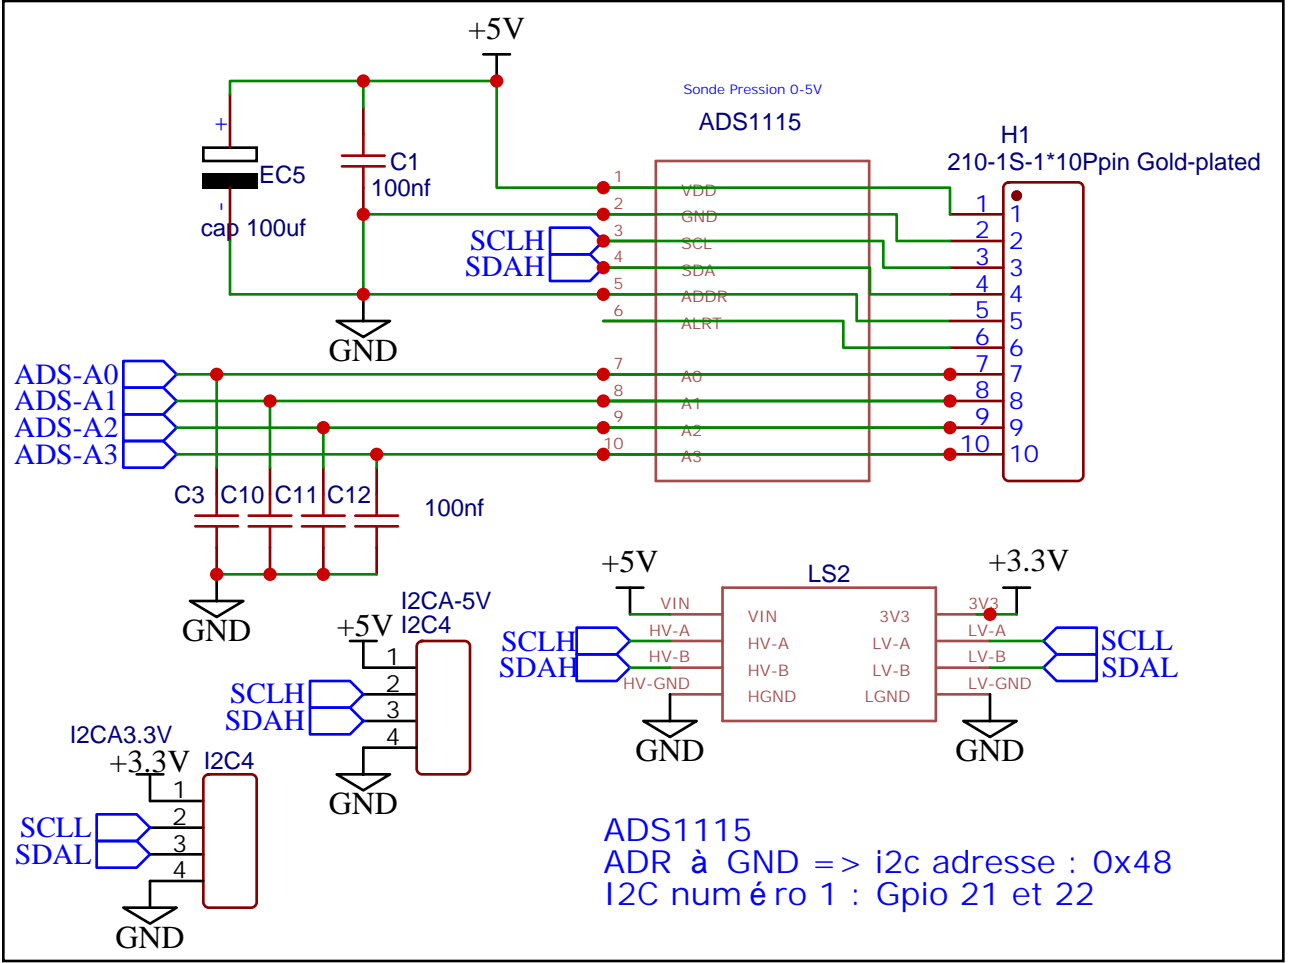 +5V
Sonde Pression 0-5V
ADS1115
H1
210-1S-1*10Ppin Gold-plated
+
EC5
-
cap 100uf
C1
100nf
1 VDD
2 GND
SCLH 3 SCL
SDAH 4 SDA
5 ADDR
6 ALRT
7 A0
8 A1
9 A2
10 A3
1 1
2 2
3 3
4 4
5 5
6 6
7 7
8 8
9 9
10 10
GND
ADS-A0
ADS-A1
ADS-A2
ADS-A3
C3 C10 C11 C12 100nf
GND
+5V LS2 +3.3V
VIN VIN 3V3 3V3
SCLH HV-A HV-A LV-A LV-A SCLL
SDAH HV-B HV-B LV-B LV-B SDAL
HV-GND HGND LGND LV-GND
GND GND
I2CA-5V
+5V I2C4
1
SCLH 2
SDAH 3
4
GND
I2CA3.3V
+3.3V I2C4
1
SCLL 2
SDAL 3
4
GND
ADS1115
ADR à GND => i2c adresse : 0x48
I2C numéro 1 : Gpio 21 et 22